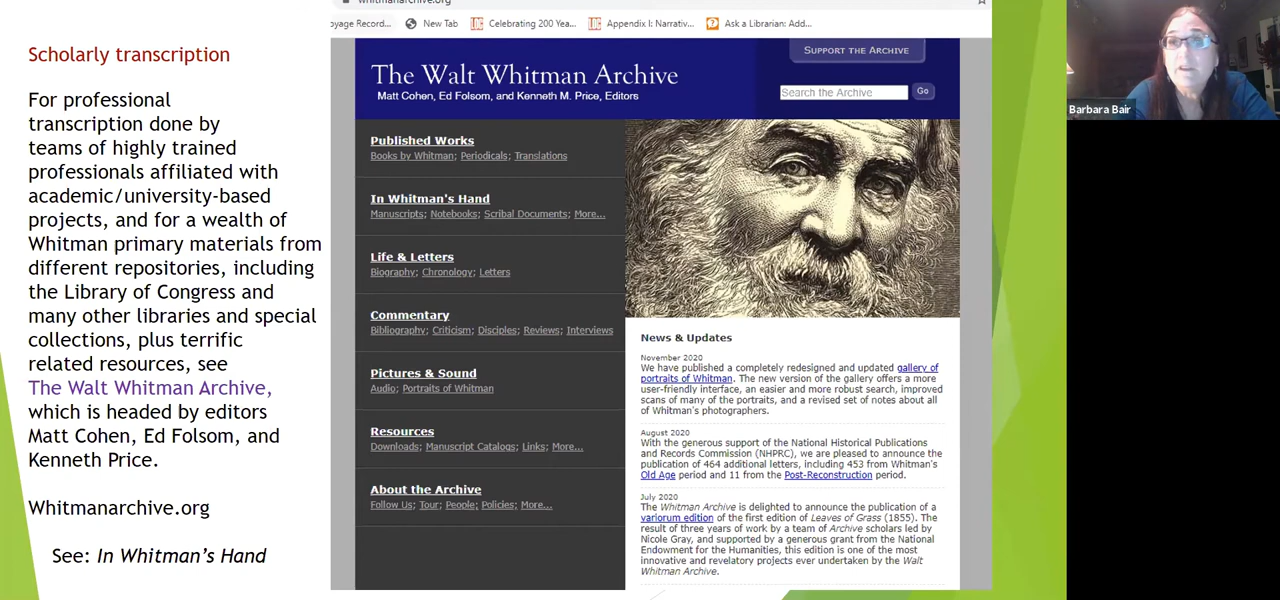 Scholarly transcription
For professional
transcription done by
teams of highly trained
professionals affiliated with
academic/university-based
projects, and for a wealth of
Whitman primary materials from
different repositories, including
the Library of Congress and
many other libraries and special
collections, plus terrific
related resources, see
The Walt Whitman Archive,
which is headed by editors
Matt Cohen, Ed Folsom, and
Kenneth Price.
Whitmanarchive.org
See: In Whitman's Hand
whitmanarchive.org
oyage Record... New Tab Celebrating 200 Yea... Appendix I: Narrativ... Ask a Librarian: Add...
SUPPORT THE ARCHIVE
The Walt Whitman Archive
Matt Cohen, Ed Folsom, and Kenneth M. Price, Editors
Search the Archive Go
Published Works
Books by Whitman; Periodicals; Translations
In Whitman's Hand
Manuscripts; Notebooks; Scribal Documents; More...
Life & Letters
Biography; Chronology; Letters
Commentary
Bibliography; Criticism; Disciples; Reviews; Interviews
Pictures & Sound
Audio; Portraits of Whitman
Resources
Downloads; Manuscript Catalogs; Links; More...
About the Archive
Follow Us; Tour; People; Policies; More...
News & Updates
November 2020
We have published a completely redesigned and updated gallery of
portraits of Whitman. The new version of the gallery offers a more
user-friendly interface, an easier and more robust search, improved
scans of many of the portraits, and a revised set of notes about all
of Whitman's photographers.
August 2020
With the generous support of the National Historical Publications
and Records Commission (NHPRC), we are pleased to announce the
publication of 464 additional letters, including 453 from Whitman's
Old Age period and 11 from the Post-Reconstruction period.
July 2020
The Whitman Archive is delighted to announce the publication of a
variorum edition of the first edition of Leaves of Grass (1855). The
result of three years of work by a team of Archive scholars led by
Nicole Gray, and supported by a generous grant from the National
Endowment for the Humanities, this edition is one of the most
innovative and revelatory projects ever undertaken by the Walt
Whitman Archive.
Barbara Bair